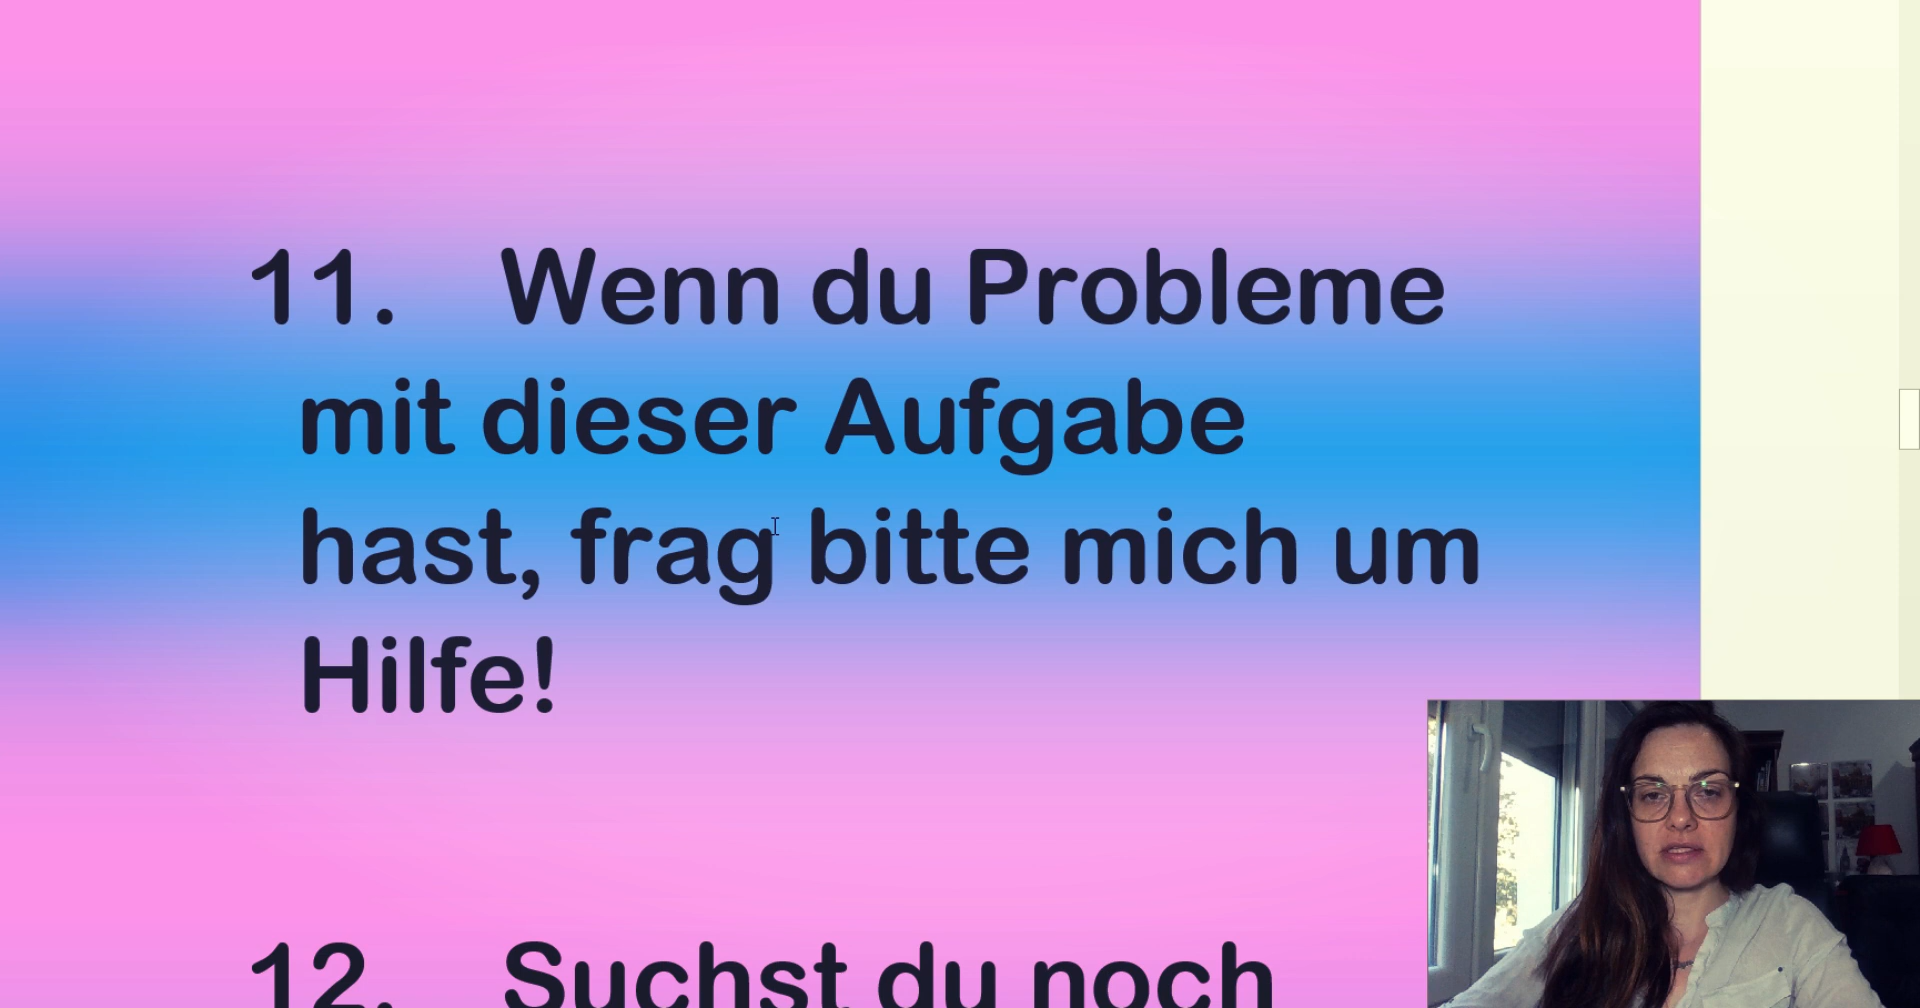 11. Wenn du Probleme
mit dieser Aufgabe
hast, frag bitte mich um
Hilfe!
12. Suchst du noch